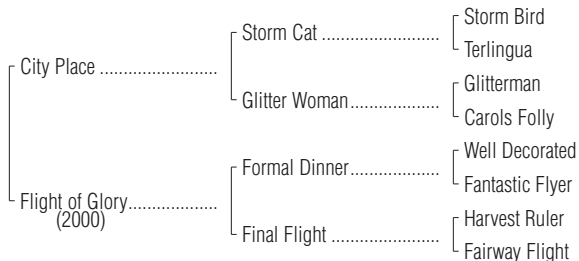 Storm Bird
Storm Cat ..............................
Terlingua
City Place ..............................
Glitterman
Glitter Woman.......................
Carols Folly
Well Decorated
Formal Dinner.......................
Fantastic Flyer
Flight of Glory.......................
(2000)
Harvest Ruler
Final Flight ............................
Fairway Flight